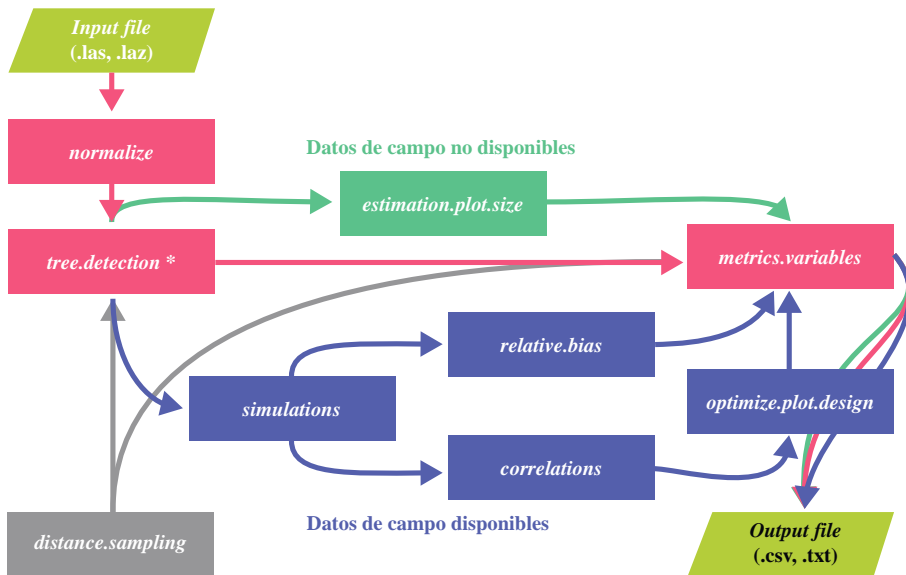 Input file
(.las, .laz)
normalize
Datos de campo no disponibles
estimation.plot.size
tree.detection *
metrics.variables
relative.bias
simulations
optimize.plot.design
correlations
Datos de campo disponibles
distance.sampling
Output file
(.csv, .txt)